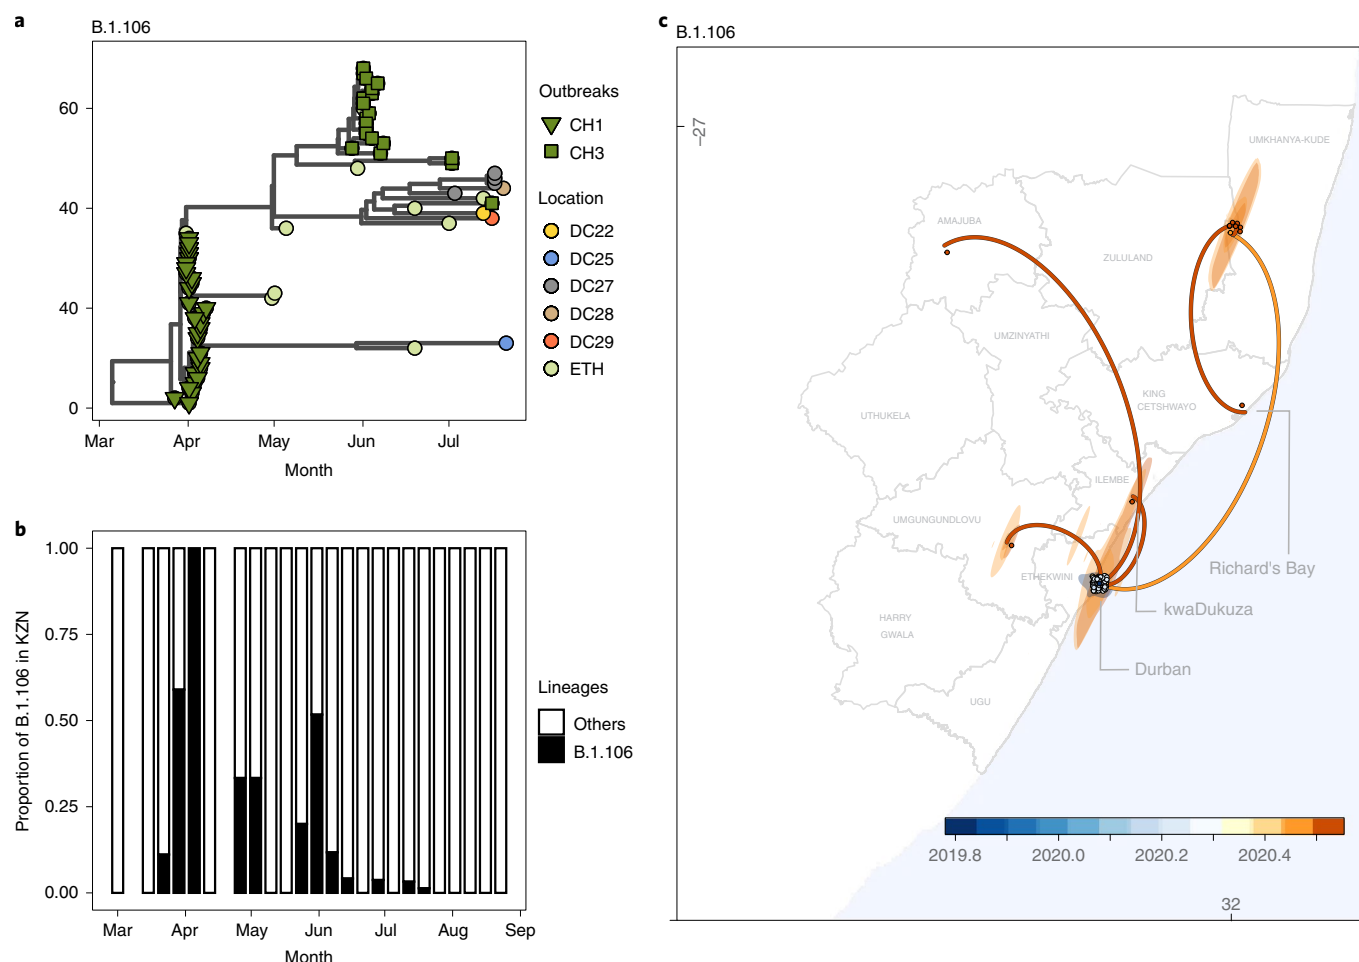 a
B.1.106
60
40
40
0
Mar
Apr
May
Jun
Jul
Month
Outbreaks
CH1
CH3
Location
DC22
DC25
DC27
DC28
DC29
ETH
b
1.00
0.75
0.50
0.25
0.00
Proportion of B.1.106 in KZN
Mar
Apr
May
Jun
Jul
Aug
Sep
Month
Lineages
Others
B.1.106
c
B.1.106
-27
UMKHANYA-KUDE
AMAJUBA
ZULULAND
UMZINYATHI
KING
CETSHWAYO
UTHUKELA
ILEMBE
UMGUNGUNDLOVU
ETHEKWINI
Richard's Bay
kwaDukuza
HARRY
GWALA
Durban
UGU
2019.8
2020.0
2020.2
2020.4
32